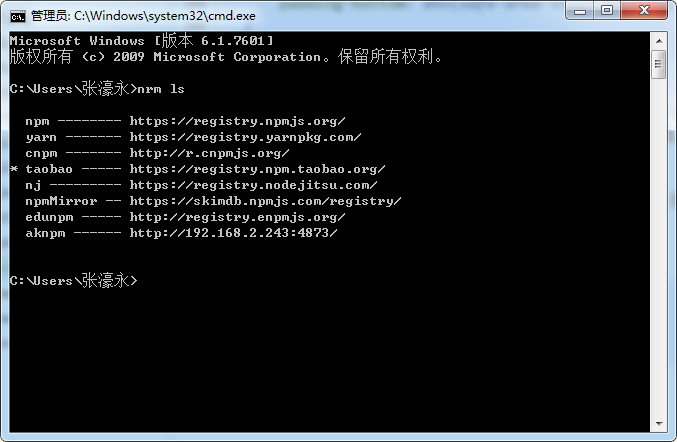 管理员: C:\Windows\system32\cmd.exe
Microsoft Windows [版本 6.1.7601]
版权所有 (c) 2009 Microsoft Corporation。保留所有权利。
C:\Users\张濠永>nrm ls
npm -------- https://registry.npmjs.org/
yarn ------- https://registry.yarnpkg.com/
cnpm ------- http://r.cnpmjs.org/
* taobao ----- https://registry.npm.taobao.org/
nj --------- https://registry.nodejitsu.com/
npmMirror -- https://skimdb.npmjs.com/registry/
edunpm ----- http://registry.enpmjs.org/
aknpm ------ http://192.168.2.243:4873/
C:\Users\张濠永>